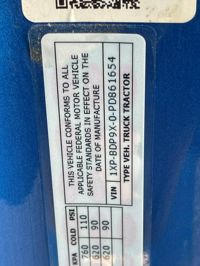 THIS VEHICLE CONFORMS TO ALL
APPLICABLE FEDERAL MOTOR VEHICLE
SAFETY STANDARDS IN EFFECT ON THE
DATE OF MANUFACTURE
VIN 1XP-BDP9X-0-PD861654
TYPE VEH. TRUCK TRACTOR
KPA COLD PSI
760 110
620 90
620 90